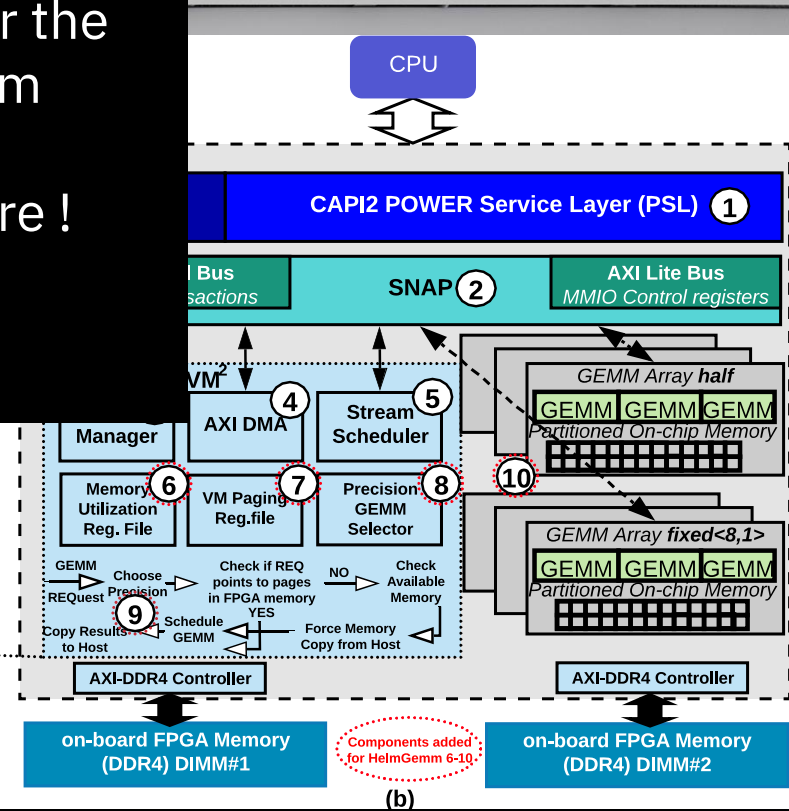 r the
m
re !
CPU
CAPI2 POWER Service Layer (PSL) 1
l Bus
sactions
SNAP 2
AXI Lite Bus
MMIO Control registers
VM²
Manager
4
AXI DMA
5
Stream
Scheduler
6
Memory
Utilization
Reg. File
7
VM Paging
Reg.file
8
Precision
GEMM
Selector
GEMM
REQuest
Choose
Precision
Check if REQ
points to pages
in FPGA memory
NO
Check
Available
Memory
YES
9
Copy Results
to Host
Schedule
GEMM
Force Memory
Copy from Host
GEMM Array half
GEMM GEMM GEMM
Partitioned On-chip Memory
10
GEMM Array fixed<8,1>
GEMM GEMM GEMM
Partitioned On-chip Memory
AXI-DDR4 Controller
AXI-DDR4 Controller
on-board FPGA Memory
(DDR4) DIMM#1
Components added
for HelmGemm 6-10
on-board FPGA Memory
(DDR4) DIMM#2
(b)